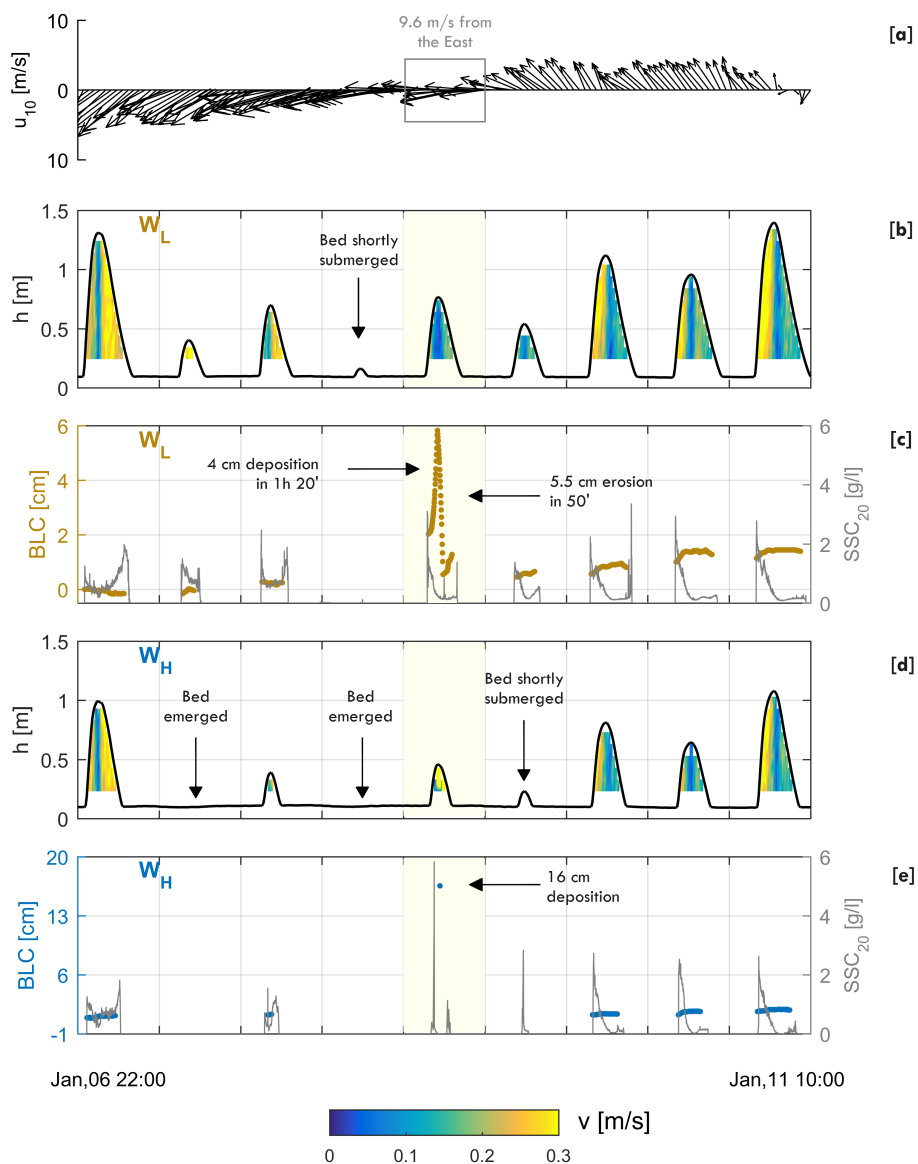 10
0
10
u10 [m/s]
9.6 m/s from
the East
[a]
1.5
1
0.5
0
h [m]
WL
Bed shortly
submerged
[b]
6
4
2
0
BLC [cm]
WL
4 cm deposition
in 1h 20'
5.5 cm erosion
in 50'
6
4
2
0
SSC20 [g/l]
[c]
1.5
1
0.5
0
h [m]
WH
Bed
emerged
Bed
emerged
Bed shortly
submerged
[d]
20
13
6
-1
BLC [cm]
WH
16 cm
deposition
6
4
2
0
SSC20 [g/l]
[e]
Jan,06 22:00
Jan,11 10:00
v [m/s]
0 0.1 0.2 0.3